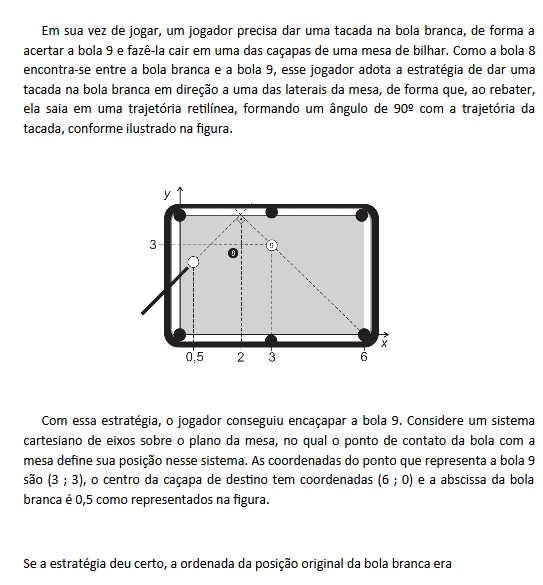 Em sua vez de jogar, um jogador precisa dar uma tacada na bola branca, de forma a
acertar a bola 9 e fazê-la cair em uma das caçapas de uma mesa de bilhar. Como a bola 8
encontra-se entre a bola branca e a bola 9, esse jogador adota a estratégia de dar uma
tacada na bola branca em direção a uma das laterais da mesa, de forma que, ao rebater,
ela saia em uma trajetória retilínea, formando um ângulo de 90º com a trajetória da
tacada, conforme ilustrado na figura.
y
3
8
9
x
0,5 2 3 6
Com essa estratégia, o jogador conseguiu encaçapar a bola 9. Considere um sistema
cartesiano de eixos sobre o plano da mesa, no qual o ponto de contato da bola com a
mesa define sua posição nesse sistema. As coordenadas do ponto que representa a bola 9
são (3 ; 3), o centro da caçapa de destino tem coordenadas (6 ; 0) e a abscissa da bola
branca é 0,5 como representados na figura.
Se a estratégia deu certo, a ordenada da posição original da bola branca era